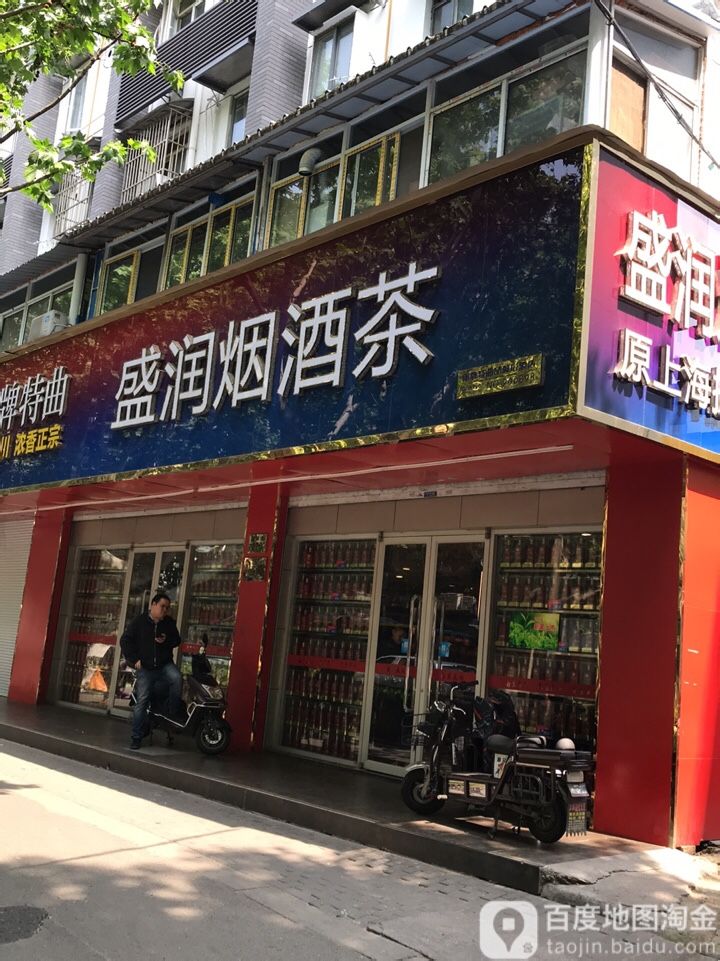 牌特曲
川 浓香正宗
盛润烟酒茶
盛润
原上海
百度地图淘金
taojin.baidu.com